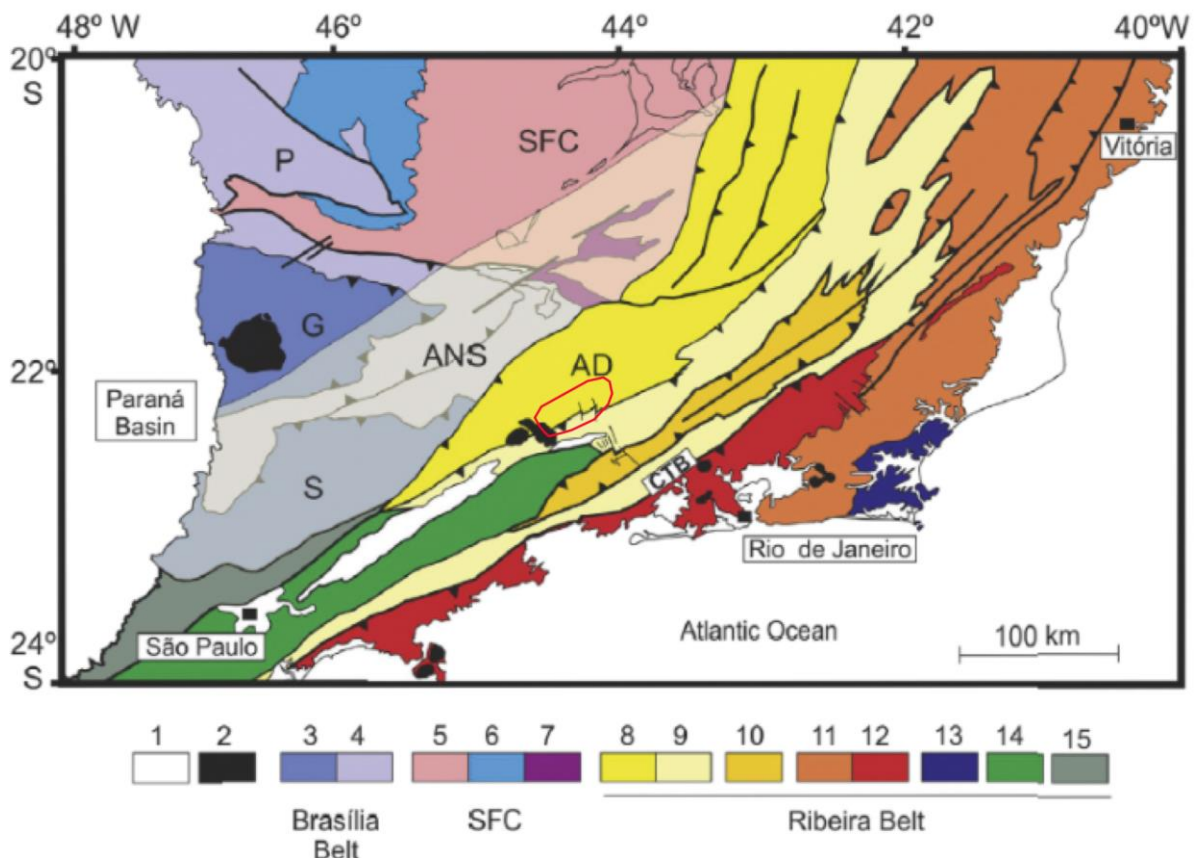 48º W 46º 44º 42º 40ºW
20º
S
SFC
P
Vitória
G
ANS
AD
22º
Paraná
Basin
S
CTB
Rio de Janeiro
24º
S
São Paulo
Atlantic Ocean
100 km
1 2 3 4 5 6 7 8 9 10 11 12 13 14 15
Brasília
Belt
SFC
Ribeira Belt